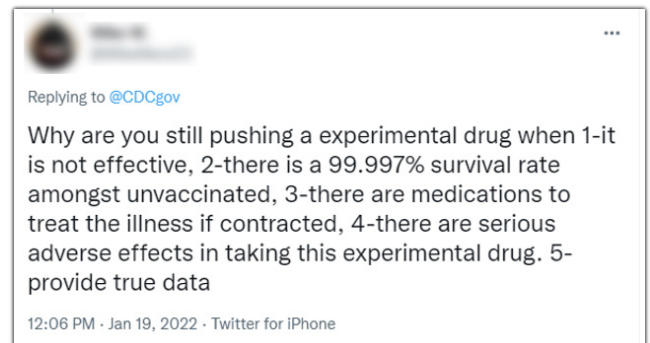 Replying to @CDCgov
Why are you still pushing a experimental drug when 1-it
is not effective, 2-there is a 99.997% survival rate
amongst unvaccinated, 3-there are medications to
treat the illness if contracted, 4-there are serious
adverse effects in taking this experimental drug. 5-
provide true data
12:06 PM · Jan 19, 2022 · Twitter for iPhone